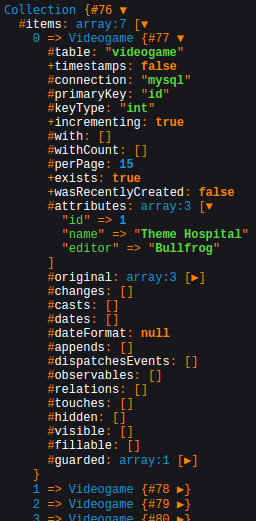 Collection {#76 ▼
#items: array:7 [▼
0 => Videogame {#77 ▼
#table: "videogame"
+timestamps: false
#connection: "mysql"
#primaryKey: "id"
#keyType: "int"
+incrementing: true
#with: []
#withCount: []
#perPage: 15
+exists: true
+wasRecentlyCreated: false
#attributes: array:3 [▼
"id" => 1
"name" => "Theme Hospital"
"editor" => "Bullfrog"
]
#original: array:3 [▶]
#changes: []
#casts: []
#dates: []
#dateFormat: null
#appends: []
#dispatchesEvents: []
#observables: []
#relations: []
#touches: []
#hidden: []
#visible: []
#fillable: []
#guarded: array:1 [▶]
}
1 => Videogame {#78 ▶}
2 => Videogame {#79 ▶}
3 => Videogame {#80 ▶}